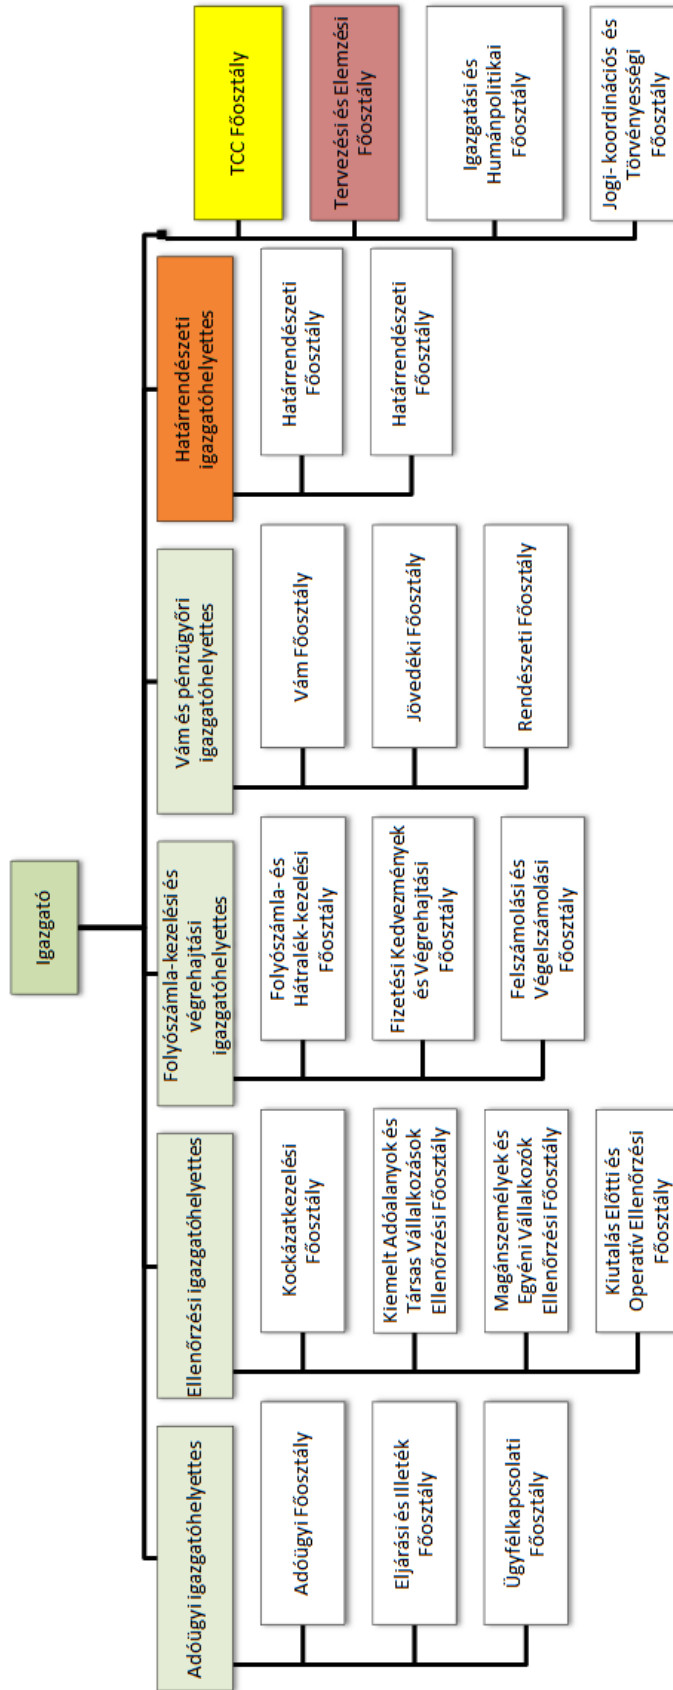 Igazgató
Adóügyi igazgatóhelyettes
Adóügyi Főosztály
Eljárási és Illeték
Főosztály
Ügyfélkapcsolati
Főosztály
Ellenőrzési igazgatóhelyettes
Kockázatkezelési
Főosztály
Kiemelt Adóalanyok és
Társas Vállalkozások
Ellenőrzési Főosztály
Magánszemélyek és
Egyéni Vállalkozók
Ellenőrzési Főosztály
Kiutalás Előtti és
Operatív Ellenőrzési
Főosztály
Folyószámla-kezelési és
végrehajtási
igazgatóhelyettes
Folyószámla- és
Hátralék-kezelési
Főosztály
Fizetési Kedvezmények
és Végrehajtási
Főosztály
Felszámolási és
Végelszámolási
Főosztály
Vám és pénzügyőri
igazgatóhelyettes
Vám Főosztály
Jövedéki Főosztály
Rendészeti Főosztály
Határrendészeti
igazgatóhelyettes
Határrendészeti
Főosztály
Határrendészeti
Főosztály
TCC Főosztály
Tervezési és Elemzési
Főosztály
Igazgatási és
Humánpolitikai
Főosztály
Jogi- koordinációs és
Törvényességi
Főosztály